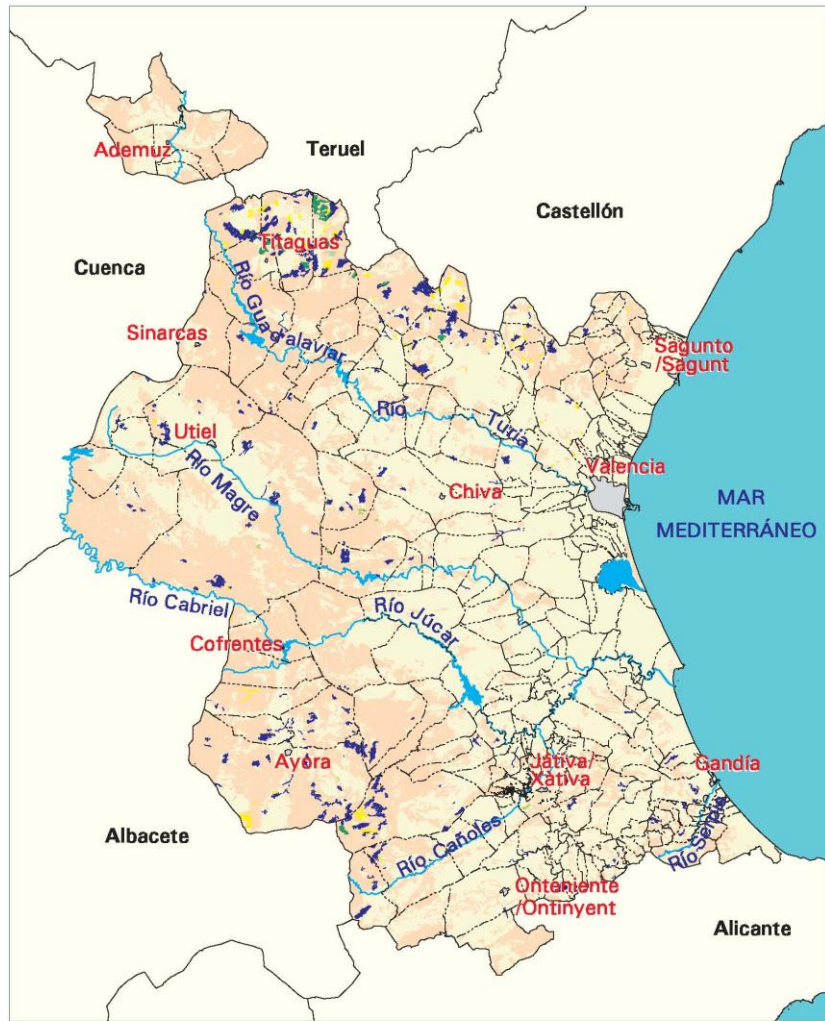 Ademuz
Teruel
Castellón
Cuenca
Titaguas
Río Guadalaviar
Sinarcas
Sagunto
/Sagunt
Río
Turia
Utiel
Valencia
Río Magre
Chiva
MAR
MEDITERRÁNEO
Río Cabriel
Río Júcar
Cofrentes
Ayora
Játiva/
Xàtiva
Gandía
Albacete
Río Cañoles
Río Serpis
Onteniente
/Ontinyent
Alicante